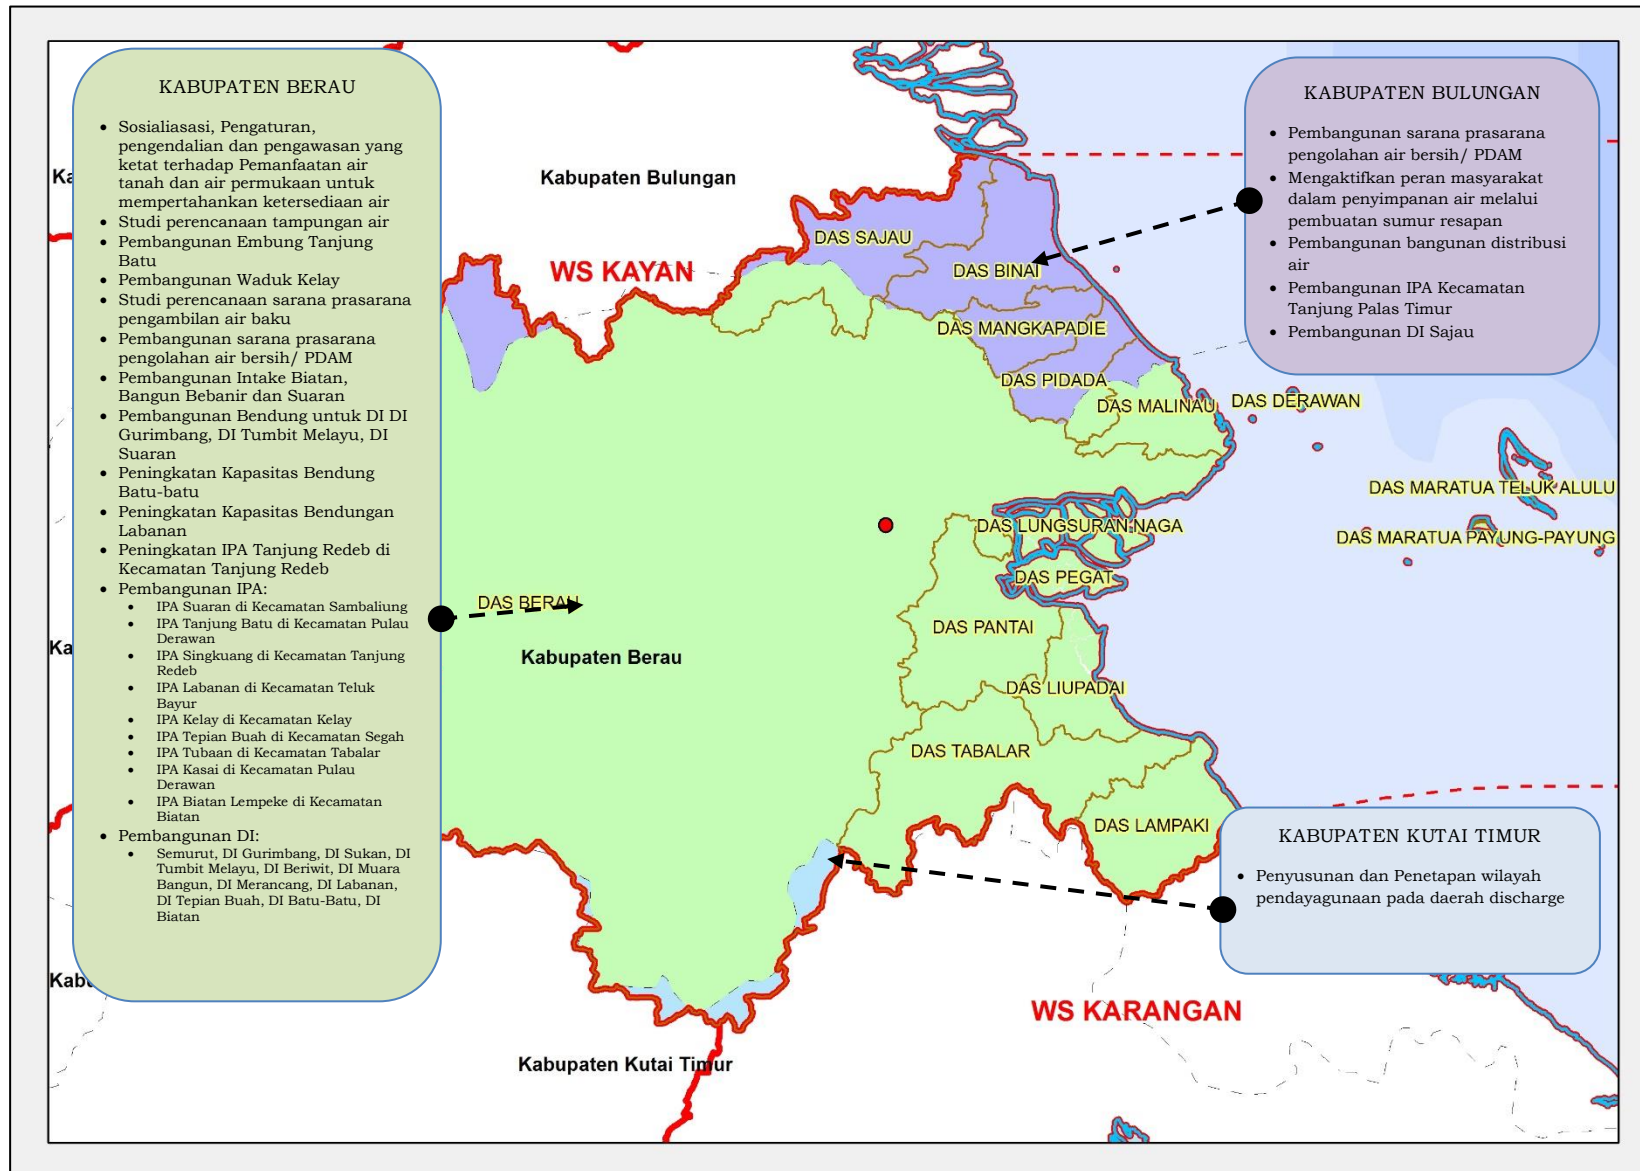 KABUPATEN BERAU
• Sosialiasasi, Pengaturan,
pengendalian dan pengawasan yang
ketat terhadap Pemanfaatan air
tanah dan air permukaan untuk
mempertahankan ketersediaan air
• Studi perencanaan tampungan air
• Pembangunan Embung Tanjung
Batu
• Pembangunan Waduk Kelay
• Studi perencanaan sarana prasarana
pengambilan air baku
• Pembangunan sarana prasarana
pengolahan air bersih/ PDAM
• Pembangunan Intake Biatan,
Bangun Bebanir dan Suaran
• Pembangunan Bendung untuk DI DI
Gurimbang, DI Tumbit Melayu, DI
Suaran
• Peningkatan Kapasitas Bendung
Batu-batu
• Peningkatan Kapasitas Bendungan
Labanan
• Peningkatan IPA Tanjung Redeb di
Kecamatan Tanjung Redeb
• Pembangunan IPA:
• IPA Suaran di Kecamatan Sambaliung
• IPA Tanjung Batu di Kecamatan Pulau
Derawan
• IPA Singkuang di Kecamatan Tanjung
Redeb
• IPA Labanan di Kecamatan Teluk
Bayur
• IPA Kelay di Kecamatan Kelay
• IPA Tepian Buah di Kecamatan Segah
• IPA Tubaan di Kecamatan Tabalar
• IPA Kasai di Kecamatan Pulau
Derawan
• IPA Biatan Lempeke di Kecamatan
Biatan
• Pembangunan DI:
• Semurut, DI Gurimbang, DI Sukan, DI
Tumbit Melayu, DI Beriwit, DI Muara
Bangun, DI Merancang, DI Labanan,
DI Tepian Buah, DI Batu-Batu, DI
Biatan
Ka
Ka
Kabu
Kabupaten Bulungan
WS KAYAN
DAS SAJAU
DAS BINAI
DAS MANGKAPADIE
DAS PIDADA
DAS MALINAU
DAS DERAWAN
DAS MARATUA TELUK ALULU
DAS MARATUA PAYUNG-PAYUNG
DAS LUNGSURAN NAGA
DAS PEGAT
DAS BERAU
DAS PANTAI
Kabupaten Berau
DAS LIUPADAI
DAS TABALAR
DAS LAMPAKI
WS KARANGAN
Kabupaten Kutai Timur
KABUPATEN BULUNGAN
• Pembangunan sarana prasarana
pengolahan air bersih/ PDAM
• Mengaktifkan peran masyarakat
dalam penyimpanan air melalui
pembuatan sumur resapan
• Pembangunan bangunan distribusi
air
• Pembangunan IPA Kecamatan
Tanjung Palas Timur
• Pembangunan DI Sajau
KABUPATEN KUTAI TIMUR
• Penyusunan dan Penetapan wilayah
pendayagunaan pada daerah discharge